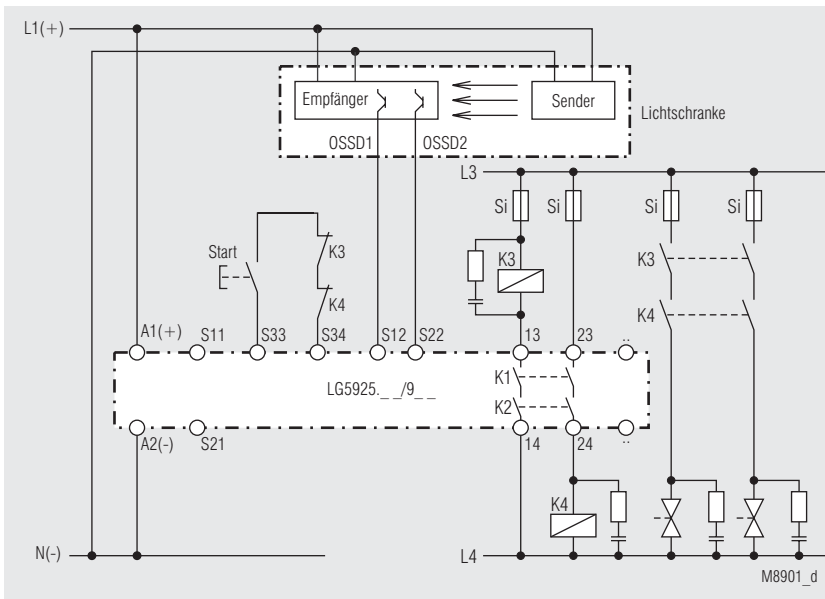 L1(+)
Empfänger
Sender
Lichtschranke
OSSD1
OSSD2
L3
Si
Si
Si
Si
Start
K3
K4
K3
K3
K4
A1(+)
S11
S33
S34
S12
S22
13
23
..
LG5925._ _/9_ _
K1
K2
A2(-)
S21
14
24
..
K4
N(-)
L4
M8901_d